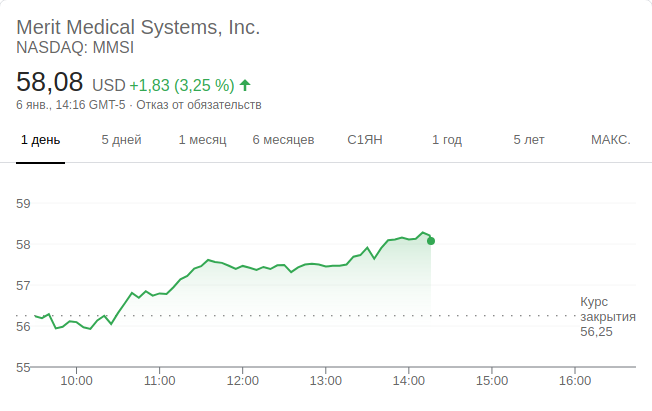 Merit Medical Systems, Inc.
NASDAQ: MMSI
58,08 USD +1,83 (3,25 %)
6 янв., 14:16 GMT-5 · Отказ от обязательств
1 день 5 дней 1 месяц 6 месяцев С1ЯН 1 год 5 лет МАКС.
59
58
57
Курс
закрытия
56,25
56
55
10:00 11:00 12:00 13:00 14:00 15:00 16:00